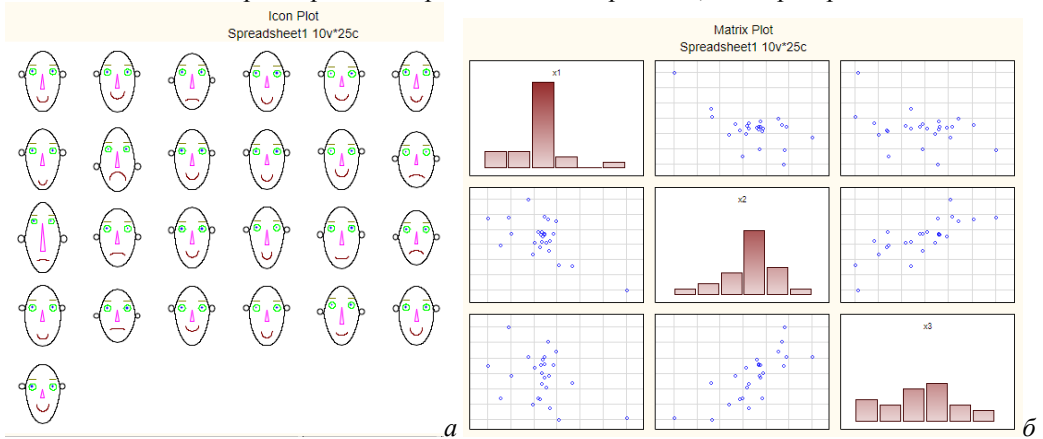 Icon Plot
Spreadsheet1 10v*25c
а
Matrix Plot
Spreadsheet1 10v*25c
x1
x2
x3
б